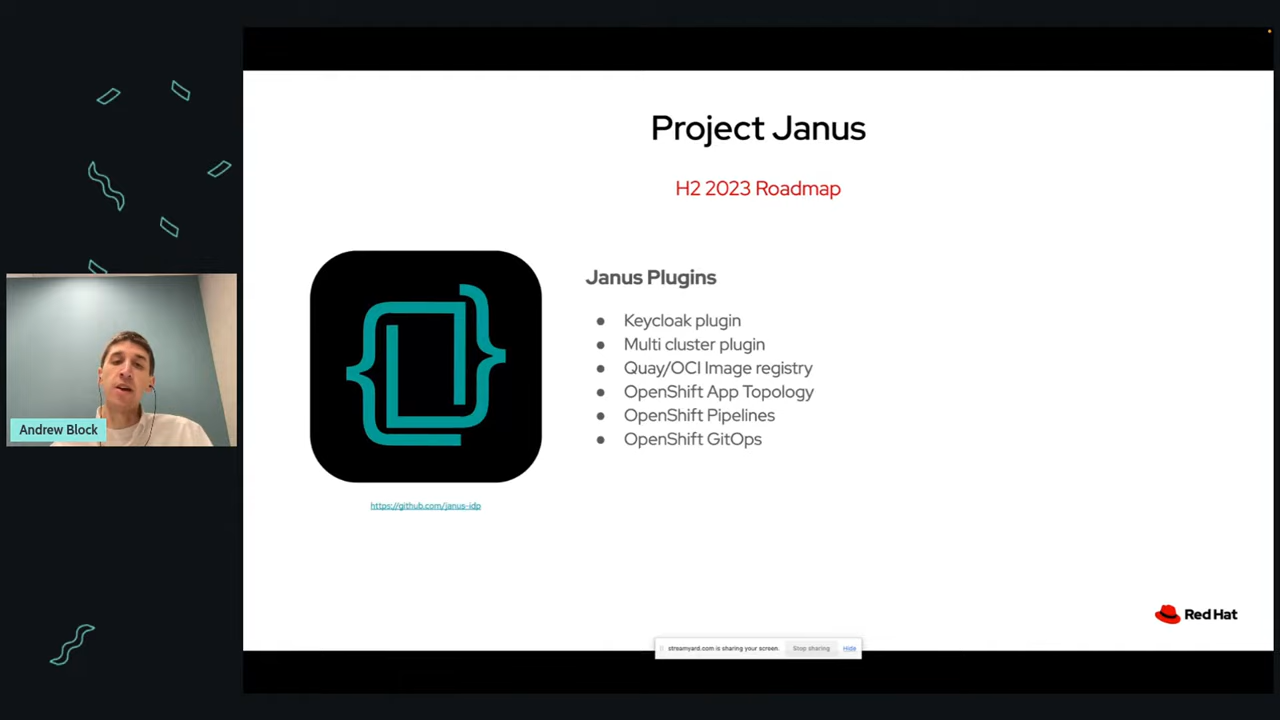 Project Janus
H2 2023 Roadmap
Janus Plugins
● Keycloak plugin
● Multi cluster plugin
● Quay/OCI Image registry
● OpenShift App Topology
● OpenShift Pipelines
● OpenShift GitOps
https://github.com/janus-idp
Andrew Block
Red Hat
streamyard.com is sharing your screen. Stop sharing Hide